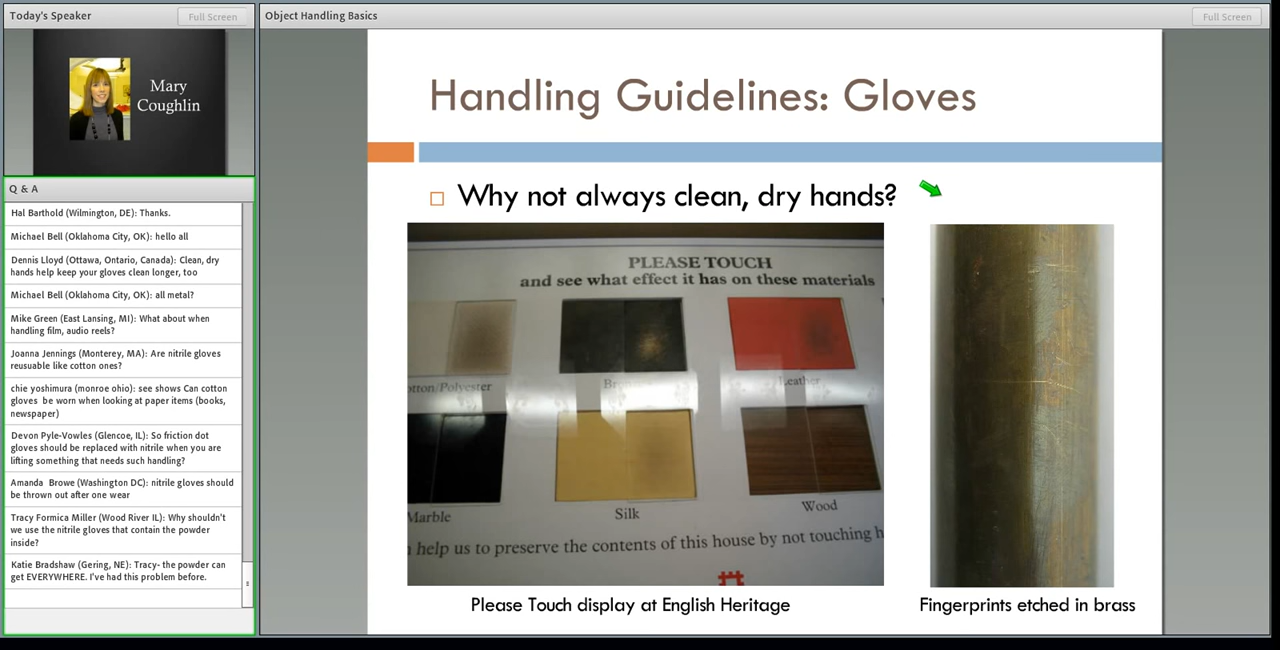 Today's Speaker
Full Screen
Mary
Coughlin
Q & A
Hal Barthold (Wilmington, DE): Thanks.
Michael Bell (Oklahoma City, OK): hello all
Dennis Lloyd (Ottawa, Ontario, Canada): Clean, dry
hands help keep your gloves clean longer, too
Michael Bell (Oklahoma City, OK): all metal?
Mike Green (East Lansing, MI): What about when
handling film, audio reels?
Joanna Jennings (Monterey, MA): Are nitrile gloves
reusuable like cotton ones?
chie yoshimura (monroe ohio): see shows Can cotton
gloves be worn when looking at paper items (books,
newspaper)
Devon Pyle-Vowles (Glencoe, IL): So friction dot
gloves should be replaced with nitrile when you are
lifting something that needs such handling?
Amanda Browe (Washington DC): nitrile gloves should
be thrown out after one wear
Tracy Formica Miller (Wood River IL): Why shouldn't
we use the nitrile gloves that contain the powder
inside?
Katie Bradshaw (Gering, NE): Tracy- the powder can
get EVERYWHERE. I've had this problem before.
Object Handling Basics
Full Screen
Handling Guidelines: Gloves
Why not always clean, dry hands?
PLEASE TOUCH
and see what effect it has on these materials
otton/Polyester
Bronze
Leather
Marble
Silk
Wood
help us to preserve the contents of this house by not touching
Please Touch display at English Heritage
Fingerprints etched in brass